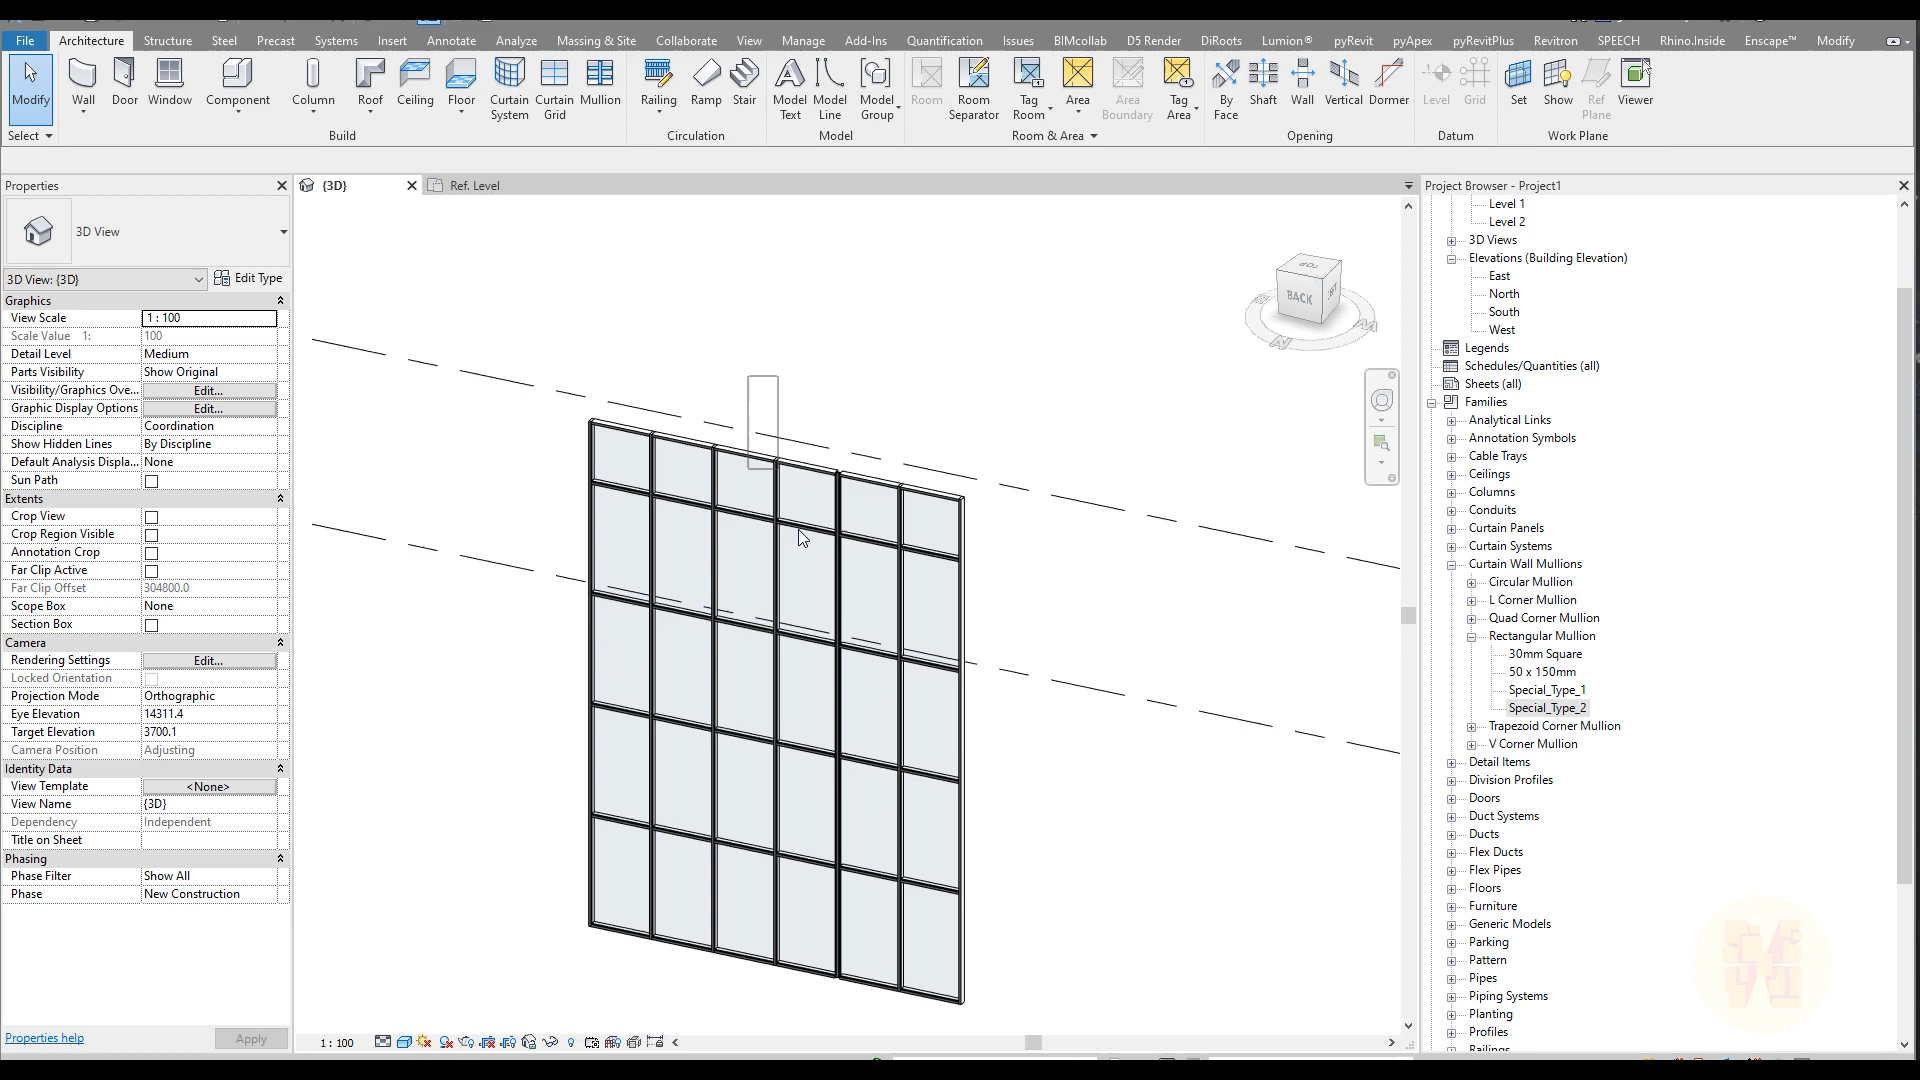 File Architecture Structure Steel Precast Systems Insert Annotate Analyze Massing & Site Collaborate View Manage Add-Ins Quantification Issues BIMcollab D5 Render DiRoots Lumion® pyRevit pyApex pyRevitPlus Revitron SPEECH Rhino.Inside Enscape™ Modify
Modify Wall Door Window Component Column Roof Ceiling Floor Curtain System Curtain Grid Mullion Railing Ramp Stair Model Text Model Line Model Group Room Room Separator Tag Room Area Area Boundary Tag Area By Face Shaft Wall Vertical Dormer Level Grid Set Show Ref Plane Viewer
Select Build Circulation Model Room & Area Opening Datum Work Plane
Properties
3D View
3D View: {3D} Edit Type
Graphics
View Scale 1 : 100
Scale Value 1: 100
Detail Level Medium
Parts Visibility Show Original
Visibility/Graphics Ove... Edit...
Graphic Display Options Edit...
Discipline Coordination
Show Hidden Lines By Discipline
Default Analysis Displa... None
Sun Path
Extents
Crop View
Crop Region Visible
Annotation Crop
Far Clip Active
Far Clip Offset 304800.0
Scope Box None
Section Box
Camera
Rendering Settings Edit...
Locked Orientation
Projection Mode Orthographic
Eye Elevation 14311.4
Target Elevation 3700.1
Camera Position Adjusting
Identity Data
View Template <None>
View Name {3D}
Dependency Independent
Title on Sheet
Phasing
Phase Filter Show All
Phase New Construction
Properties help Apply
{3D} Ref. Level
TOP
BACK
1 : 100
Project Browser - Project1
Level 1
Level 2
3D Views
Elevations (Building Elevation)
East
North
South
West
Legends
Schedules/Quantities (all)
Sheets (all)
Families
Analytical Links
Annotation Symbols
Cable Trays
Ceilings
Columns
Conduits
Curtain Panels
Curtain Systems
Curtain Wall Mullions
Circular Mullion
L Corner Mullion
Quad Corner Mullion
Rectangular Mullion
30mm Square
50 x 150mm
Special_Type_1
Special_Type_2
Trapezoid Corner Mullion
V Corner Mullion
Detail Items
Division Profiles
Doors
Duct Systems
Ducts
Flex Ducts
Flex Pipes
Floors
Furniture
Generic Models
Parking
Pattern
Pipes
Piping Systems
Planting
Profiles
Railings